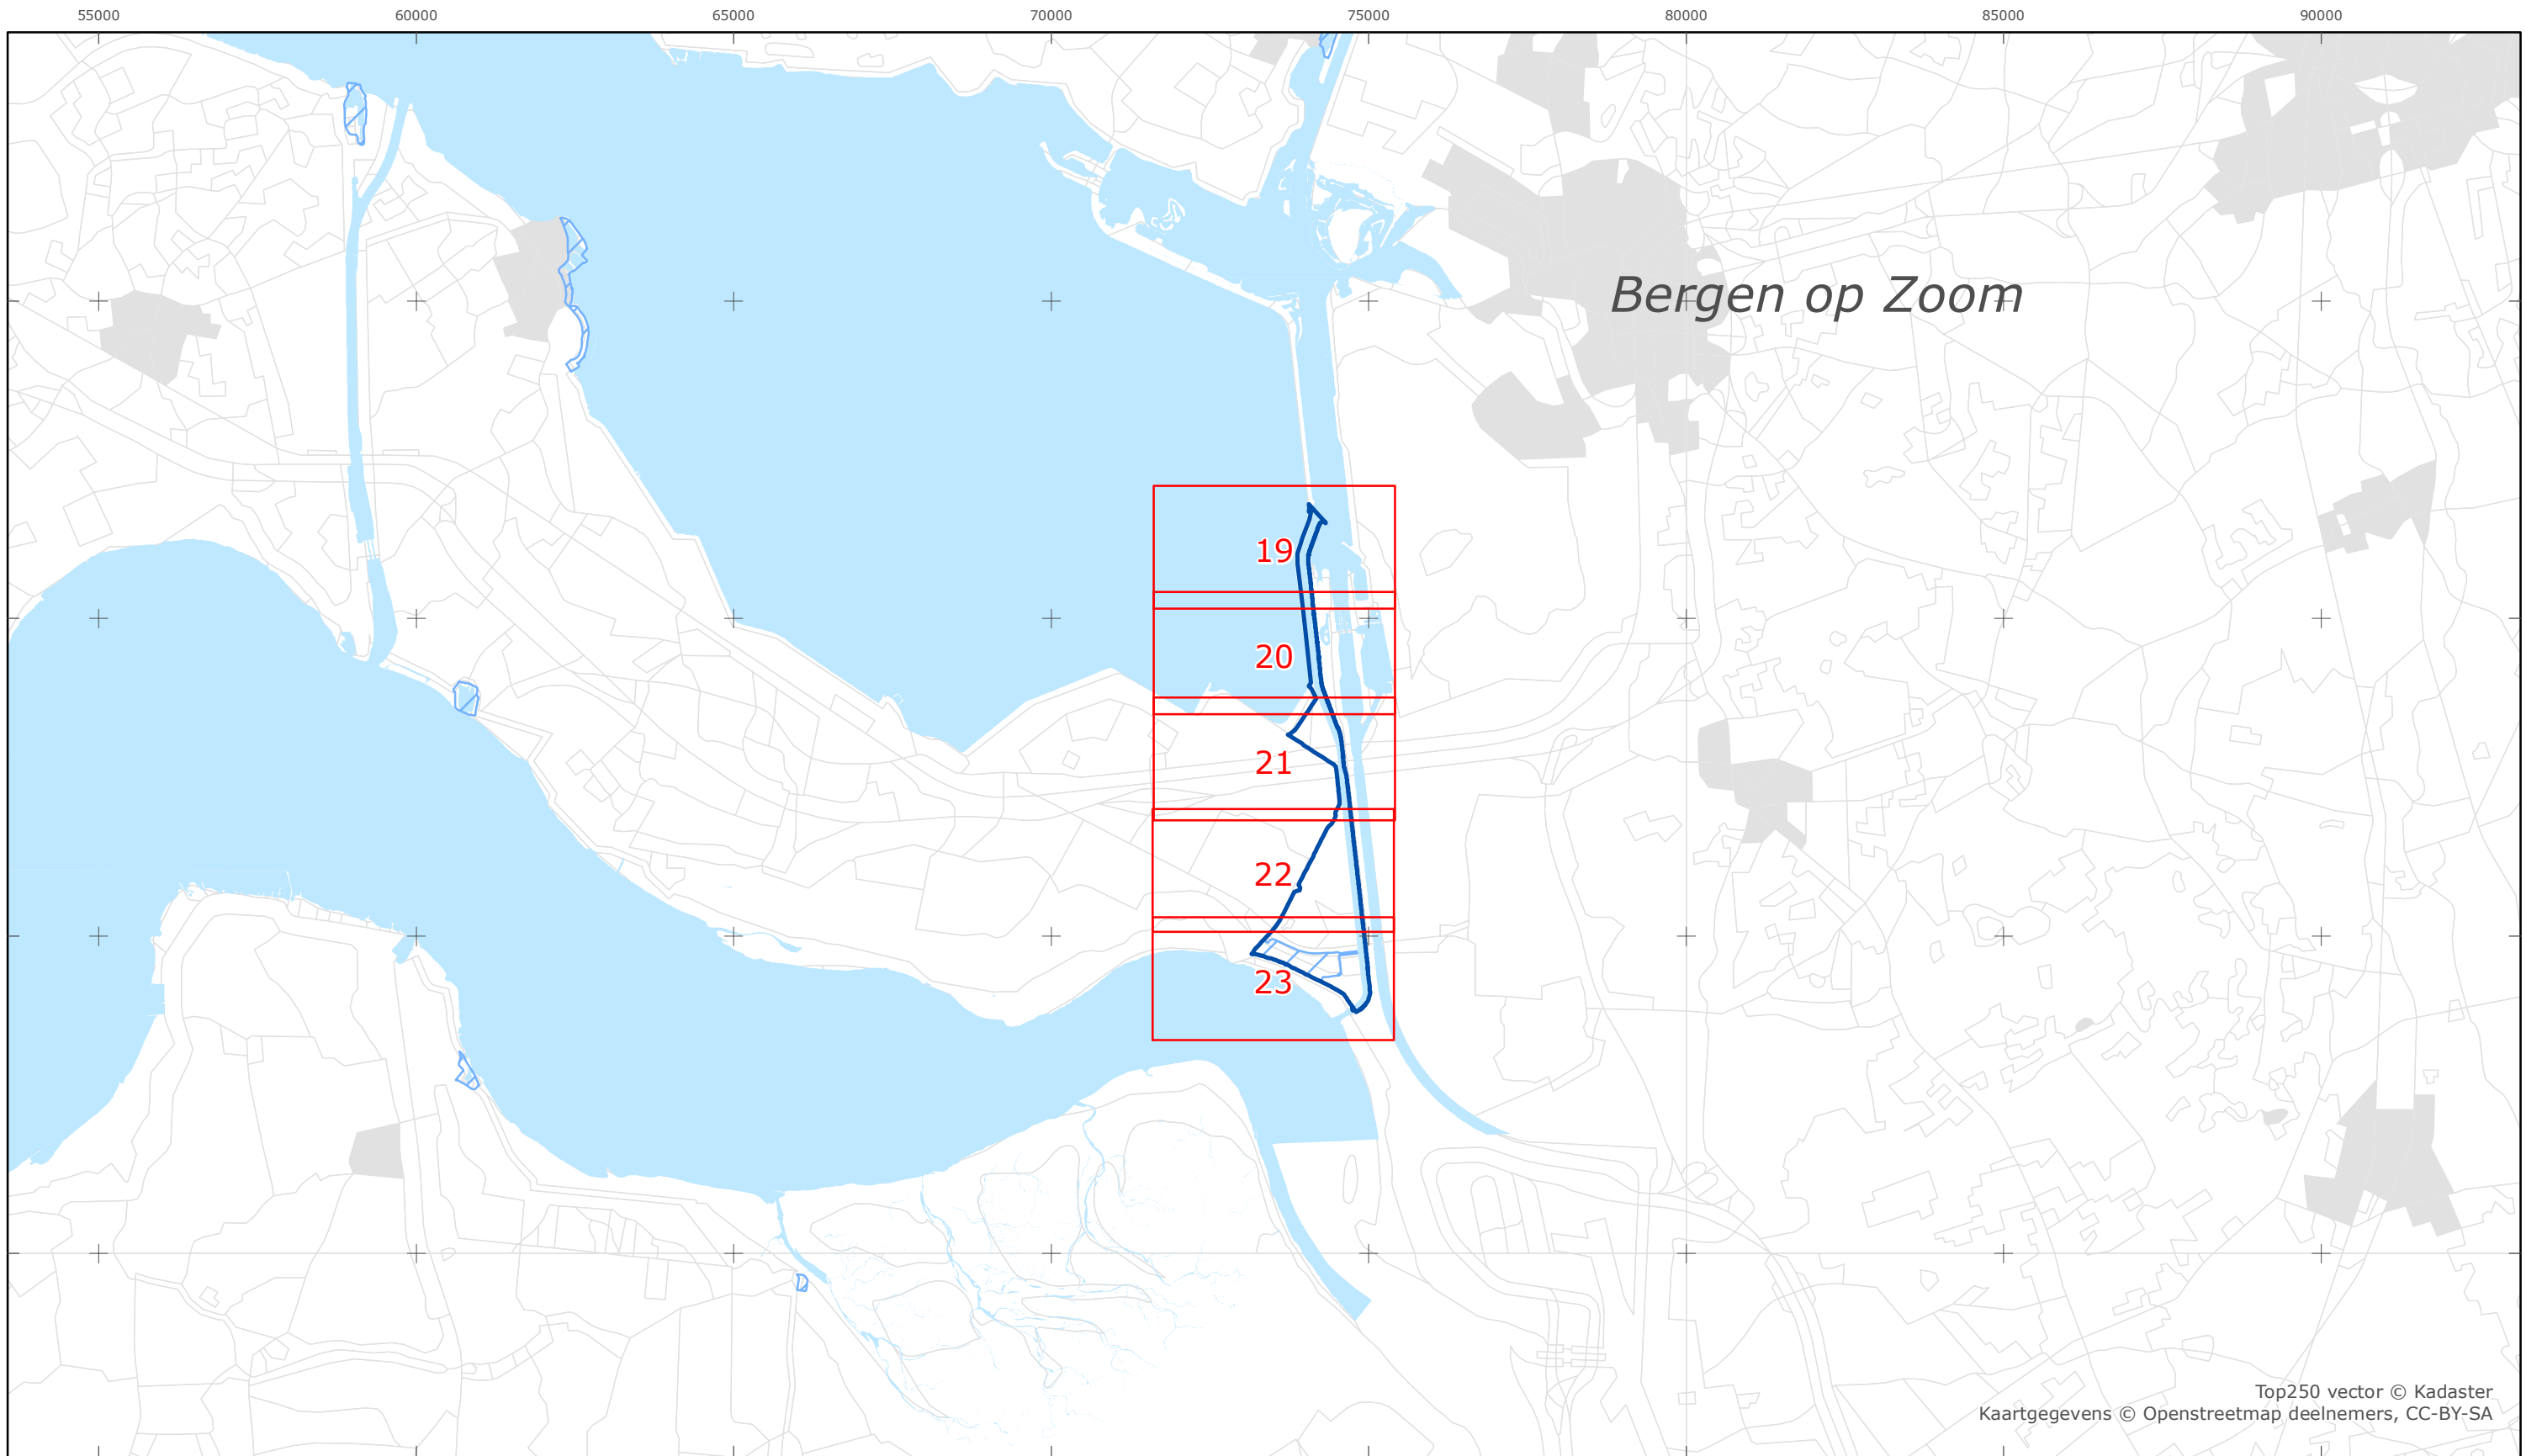 55000 60000 65000 70000 75000 80000 85000 90000
Bergen op Zoom
19
20
21
22
23
Top250 vector © Kadaster
Kaartgegevens © Openstreetmap deelnemers, CC-BY-SA